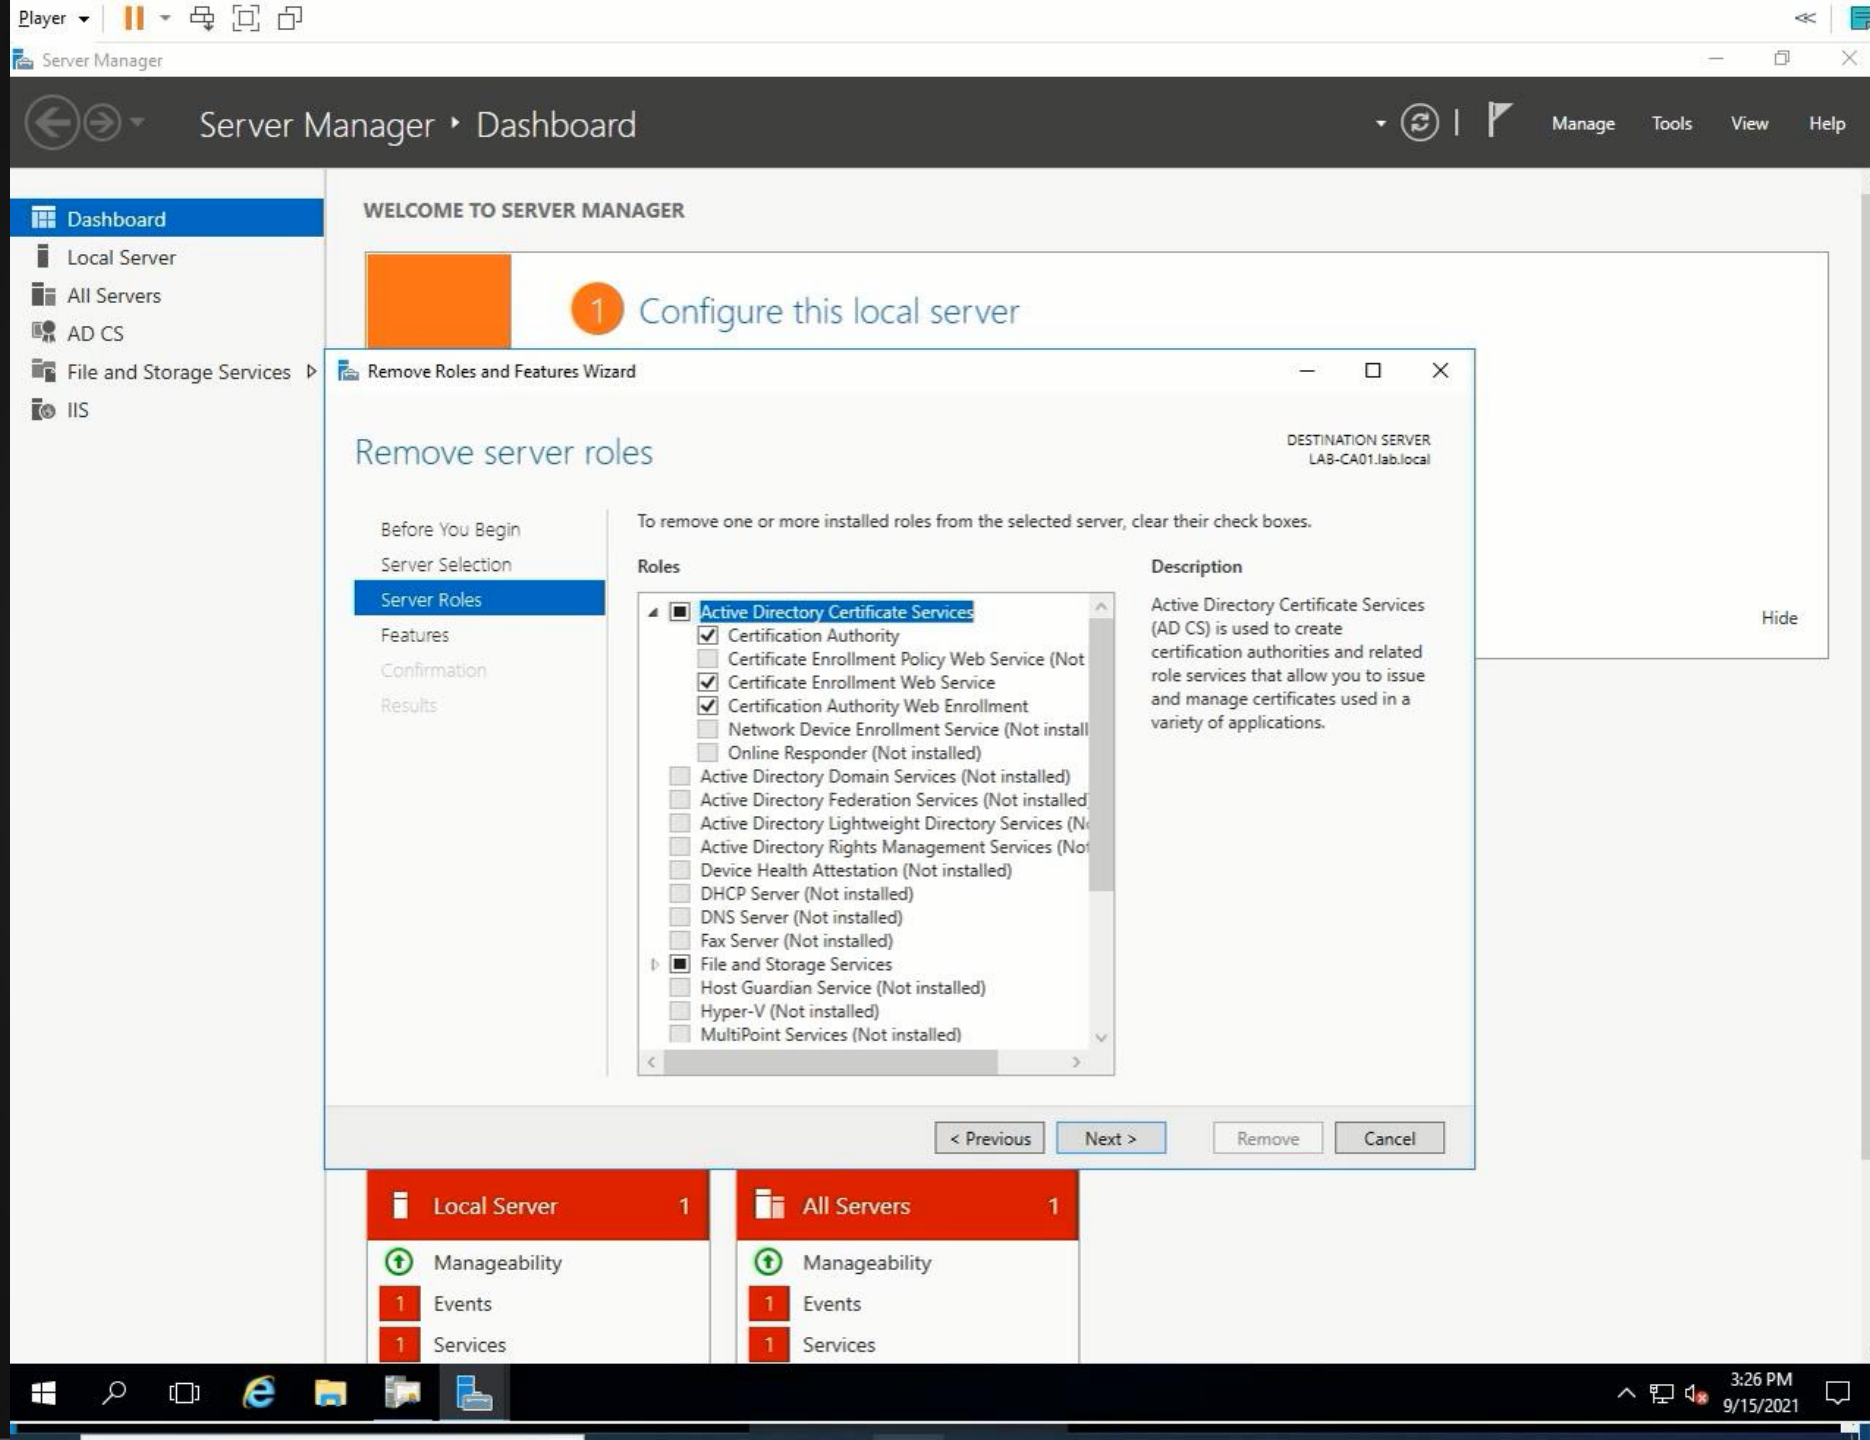 Player
Server Manager
Server Manager Dashboard
Manage Tools View Help
Dashboard
Local Server
All Servers
AD CS
File and Storage Services
IIS
WELCOME TO SERVER MANAGER
1 Configure this local server
Hide
Remove Roles and Features Wizard
Remove server roles
DESTINATION SERVER
LAB-CA01.lab.local
Before You Begin
Server Selection
Server Roles
Features
Confirmation
Results
To remove one or more installed roles from the selected server, clear their check boxes.
Roles
Active Directory Certificate Services
Certification Authority
Certificate Enrollment Policy Web Service (Not
Certificate Enrollment Web Service
Certification Authority Web Enrollment
Network Device Enrollment Service (Not install
Online Responder (Not installed)
Active Directory Domain Services (Not installed)
Active Directory Federation Services (Not installed
Active Directory Lightweight Directory Services (N
Active Directory Rights Management Services (Not
Device Health Attestation (Not installed)
DHCP Server (Not installed)
DNS Server (Not installed)
Fax Server (Not installed)
File and Storage Services
Host Guardian Service (Not installed)
Hyper-V (Not installed)
MultiPoint Services (Not installed)
Description
Active Directory Certificate Services
(AD CS) is used to create
certification authorities and related
role services that allow you to issue
and manage certificates used in a
variety of applications.
< Previous Next > Remove Cancel
Local Server 1
Manageability
1 Events
1 Services
All Servers 1
Manageability
1 Events
1 Services
3:26 PM
9/15/2021